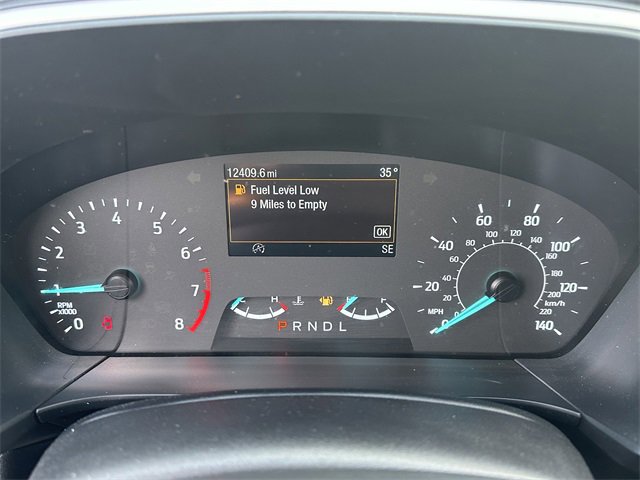 12409.6 mi 35°
Fuel Level Low
9 Miles to Empty
OK
SE
0 1 2 3 4 5 6 7 8
RPM
x1000
H
F
P R N D L
0 20 40 60 80 100 120 140
MPH
0 20 40 60 80 100 120 140 160 180 200 220
km/h